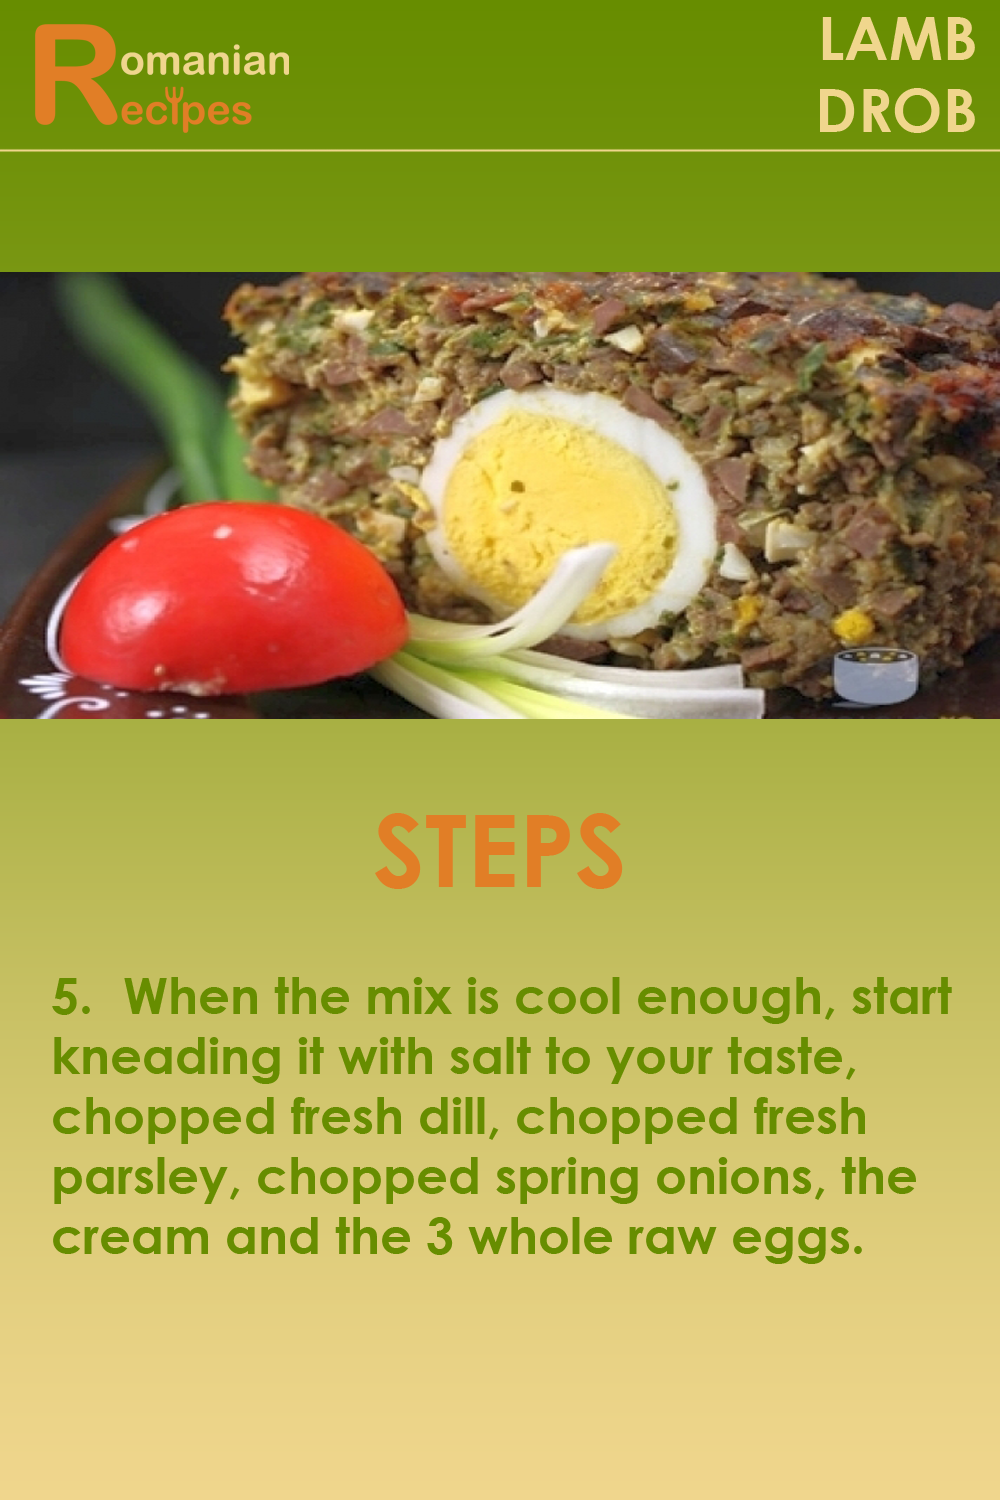 Romanian
Recipes
LAMB
DROB
STEPS
5. When the mix is cool enough, start
kneading it with salt to your taste,
chopped fresh dill, chopped fresh
parsley, chopped spring onions, the
cream and the 3 whole raw eggs.